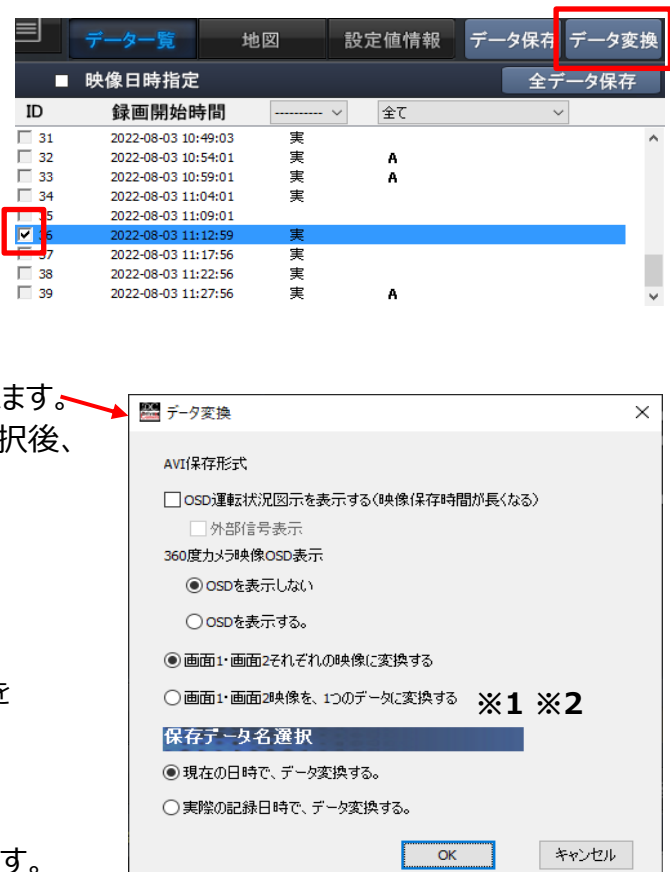 データ一覧 地図 設定値情報 データ保存 データ変換
■ 映像日時指定 全データ保存
ID 録画開始時間 ---------- 全て
31 2022-08-03 10:49:03 実
32 2022-08-03 10:54:01 実 A
33 2022-08-03 10:59:01 実 A
34 2022-08-03 11:04:01 実
35 2022-08-03 11:09:01
36 2022-08-03 11:12:59 実
37 2022-08-03 11:17:56 実
38 2022-08-03 11:22:56 実
39 2022-08-03 11:27:56 実 A
ます。
択後、
を
す。
データ変換
AVI保存形式
OSD運転状況図示を表示する(映像保存時間が長くなる)
外部信号表示
360度カメラ映像OSD表示
OSDを表示しない
OSDを表示する。
画面1・画面2それぞれの映像に変換する
画面1・画面2映像を、1つのデータに変換する ※1 ※2
保存データ名選択
現在の日時で、データ変換する。
実際の記録日時で、データ変換する。
OK キャンセル